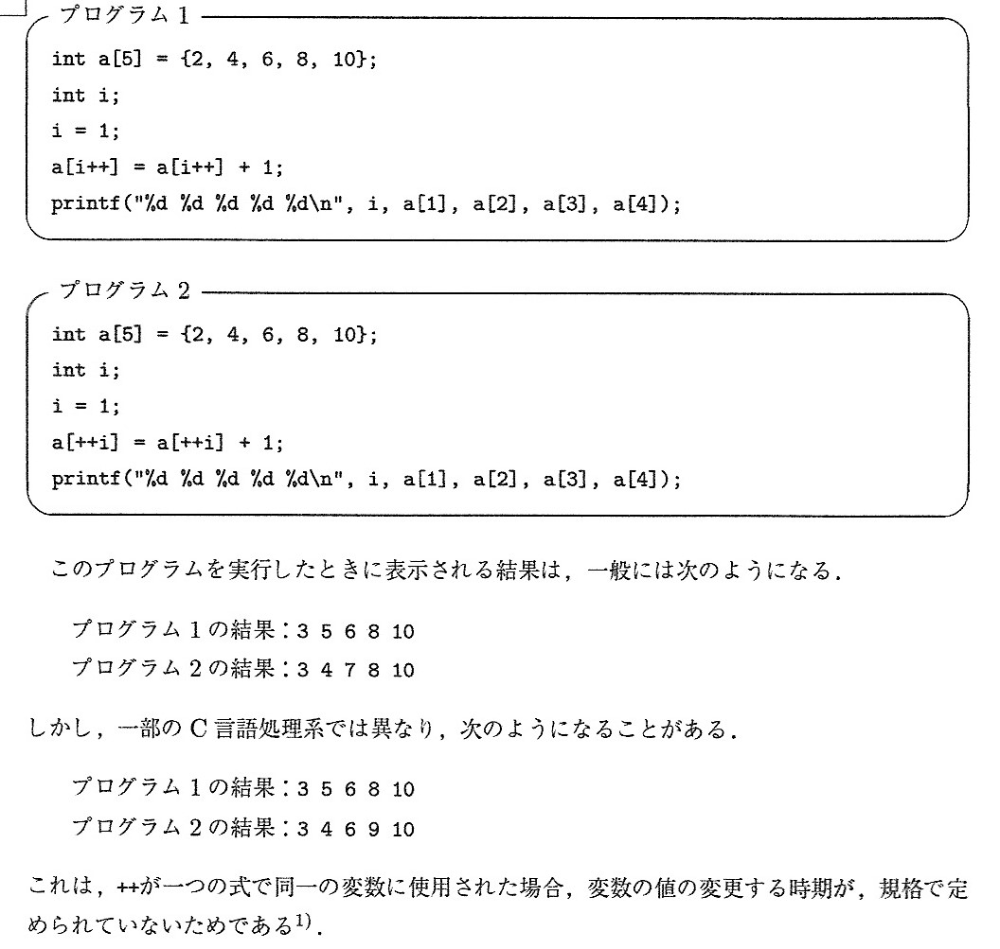 プログラム 1
int a[5] = {2, 4, 6, 8, 10};
int i;
i = 1;
a[i++] = a[i++] + 1;
printf("%d %d %d %d %d\n", i, a[1], a[2], a[3], a[4]);
プログラム 2
int a[5] = {2, 4, 6, 8, 10};
int i;
i = 1;
a[++i] = a[++i] + 1;
printf("%d %d %d %d %d\n", i, a[1], a[2], a[3], a[4]);
このプログラムを実行したときに表示される結果は，一般には次のようになる．
プログラム 1 の結果：3 5 6 8 10
プログラム 2 の結果：3 4 7 8 10
しかし，一部の C 言語処理系では異なり，次のようになることがある．
プログラム 1 の結果：3 5 6 8 10
プログラム 2 の結果：3 4 6 9 10
これは，++が一つの式で同一の変数に使用された場合，変数の値の変更する時期が，規格で定
められていないためである1)．